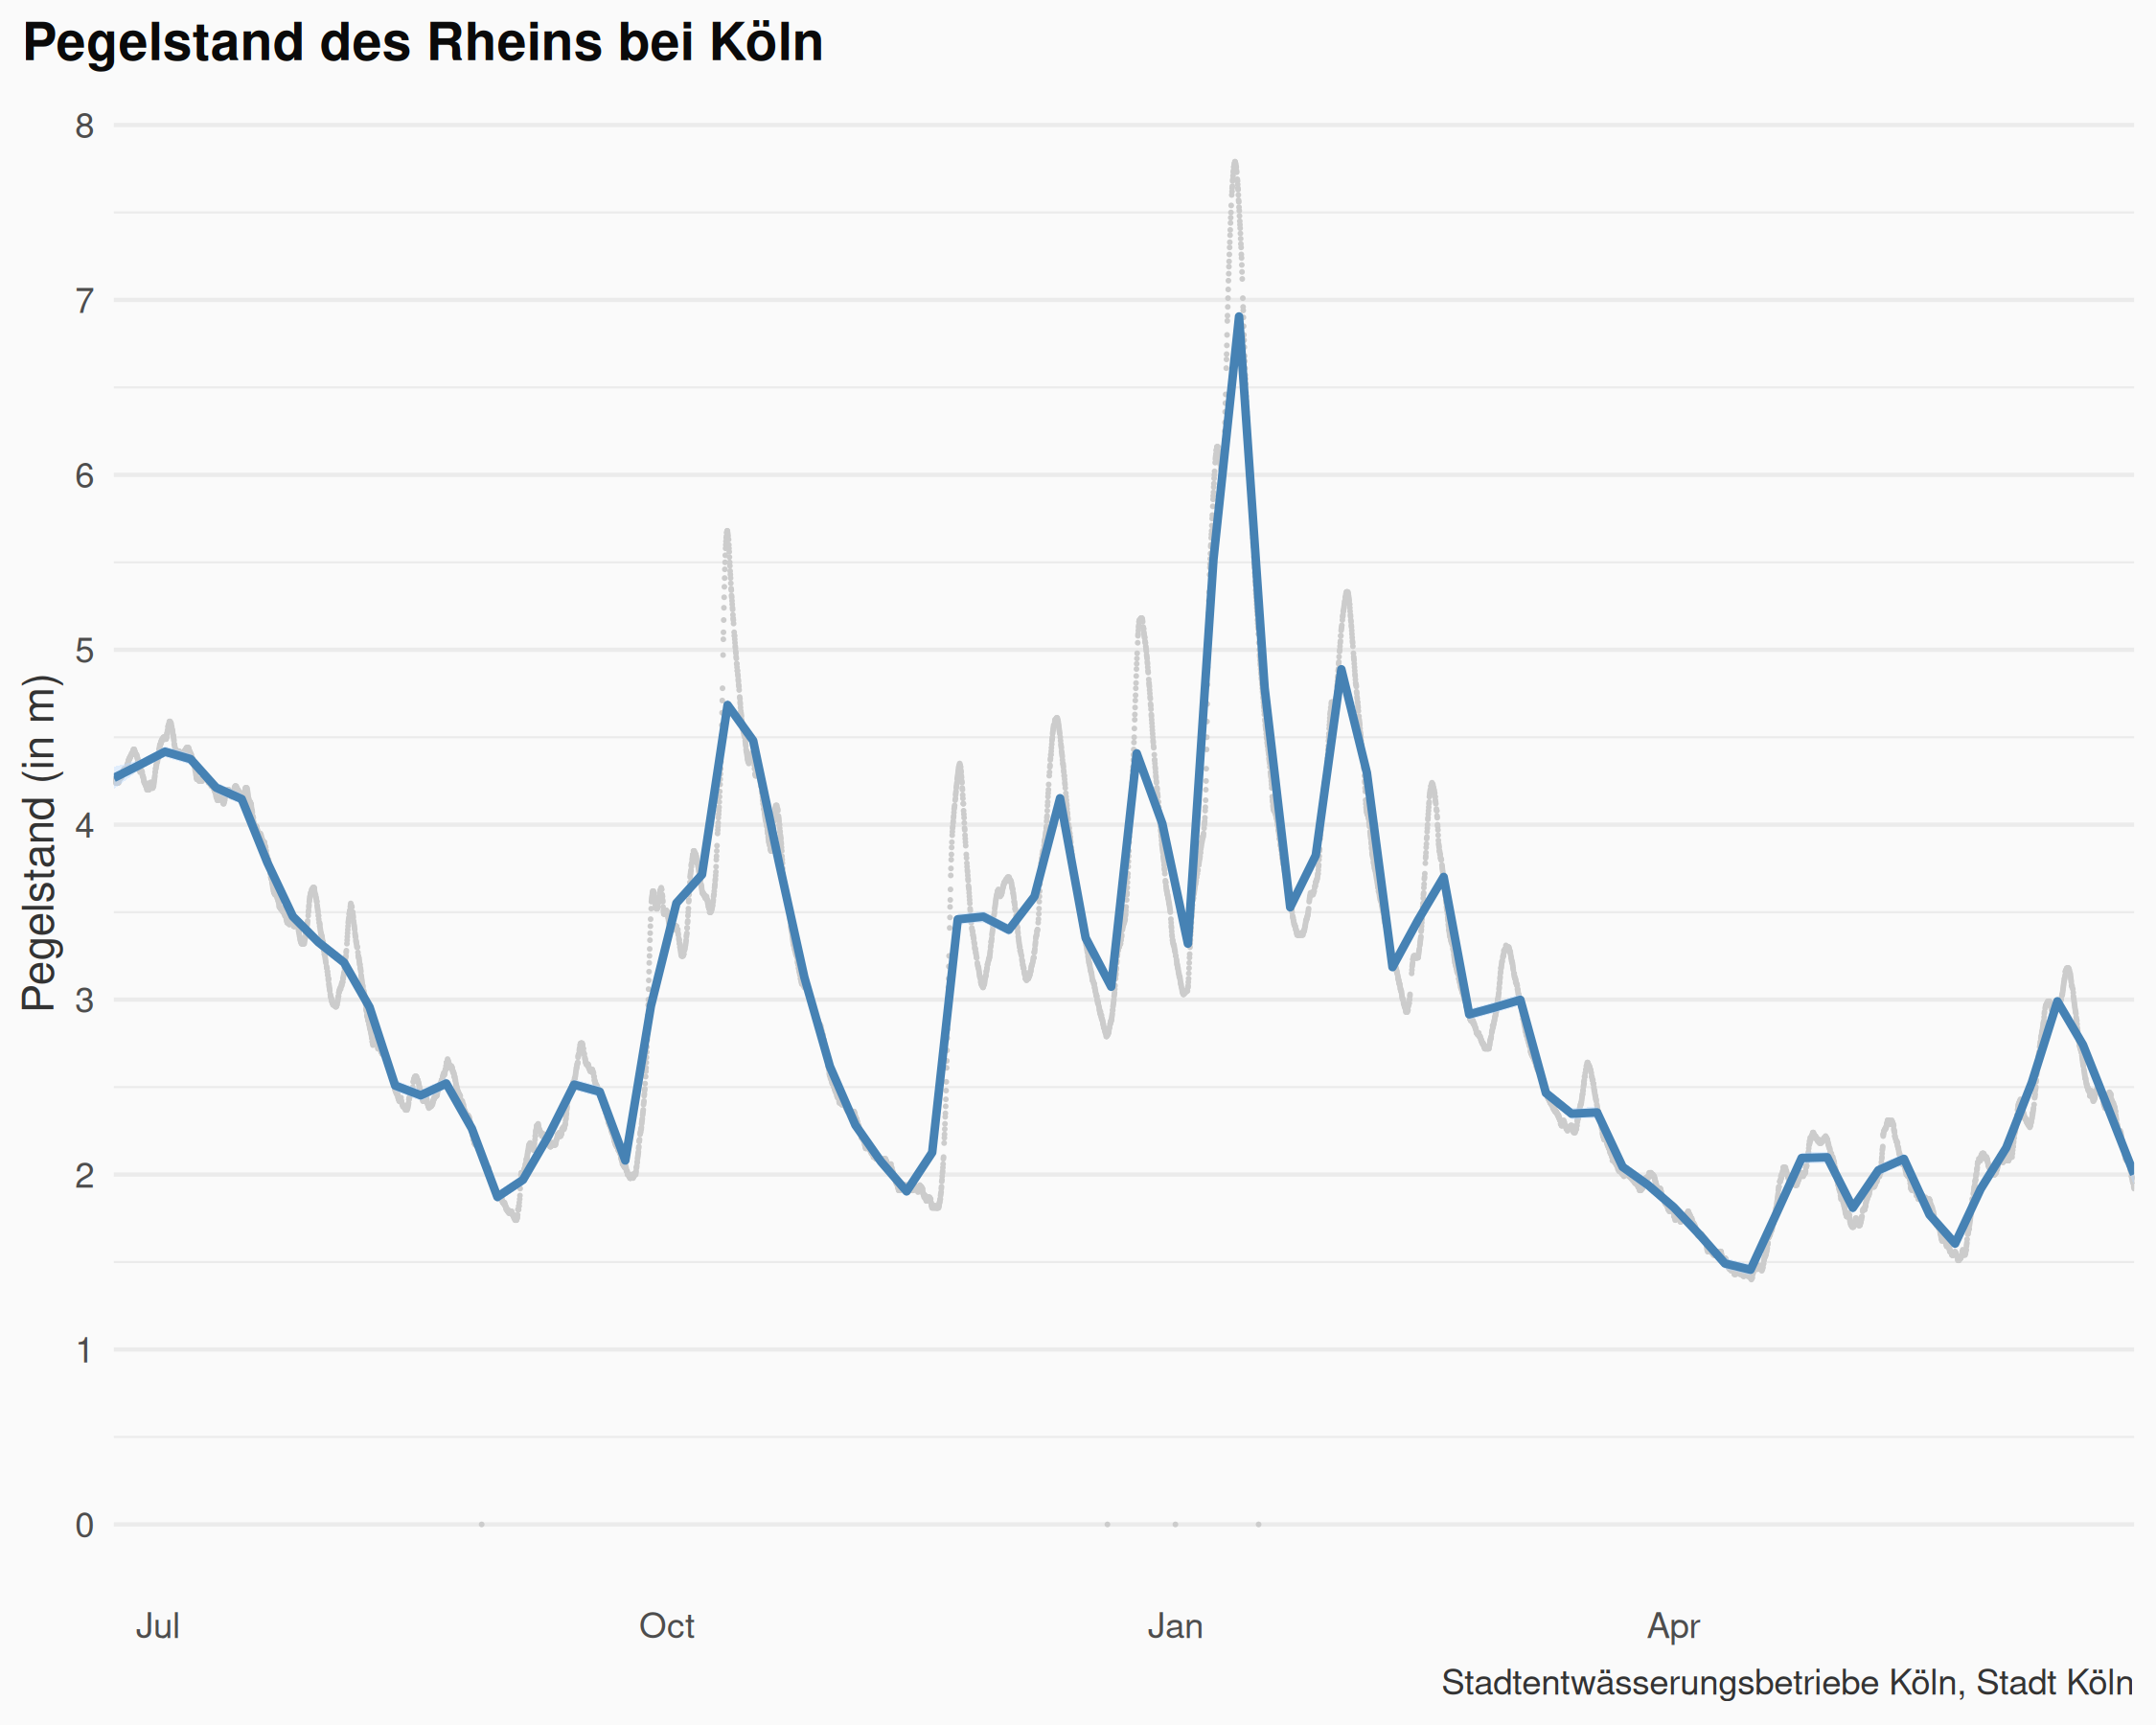 Pegelstand des Rheins bei Köln
Pegelstand (in m)
8
7
6
5
4
3
2
1
0
Jul Oct Jan Apr
Stadtentwässerungsbetriebe Köln, Stadt Köln